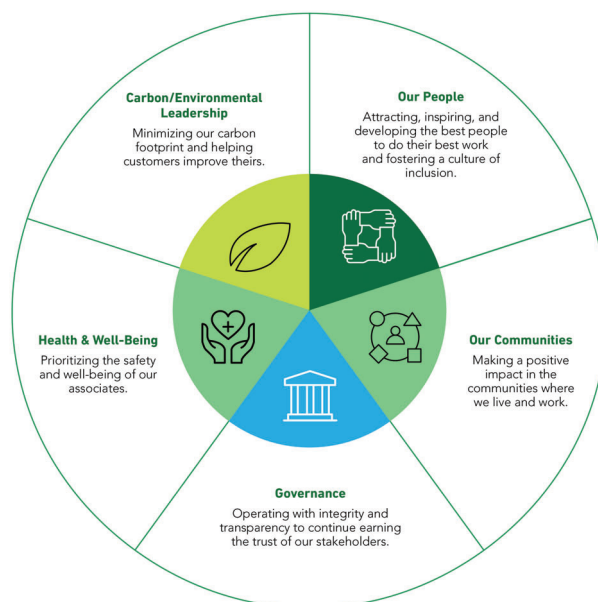 Carbon/Environmental
Leadership
Minimizing our carbon
footprint and helping
customers improve theirs.
Our People
Attracting, inspiring, and
developing the best people
to do their best work
and fostering a culture of
inclusion.
Health & Well-Being
Prioritizing the safety
and well-being of our
associates.
Our Communities
Making a positive
impact in the
communities where
we live and work.
Governance
Operating with integrity and
transparency to continue earning
the trust of our stakeholders.